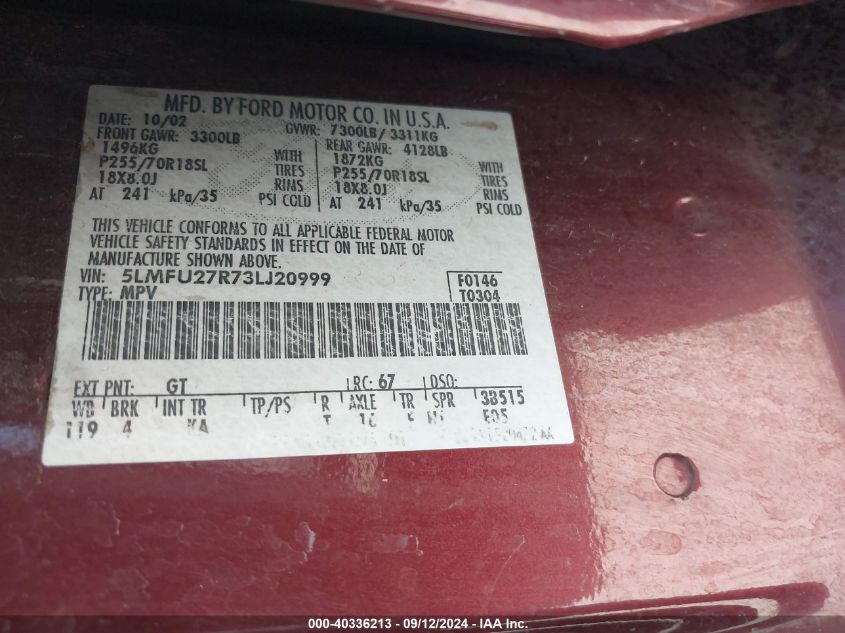 MFD. BY FORD MOTOR CO. IN U.S.A.
DATE: 10/02 GVWR: 7300LB/ 3311KG
FRONT GAWR: 3300LB REAR GAWR: 4128LB
1496KG WITH 1872KG WITH
P255/70R18SL TIRES P255/70R18SL TIRES
18X8.0J RIMS 18X8.0J RIMS
AT 241 kPa/35 PSI COLD AT 241 kPa/35 PSI COLD
THIS VEHICLE CONFORMS TO ALL APPLICABLE FEDERAL MOTOR
VEHICLE SAFETY STANDARDS IN EFFECT ON THE DATE OF
MANUFACTURE SHOWN ABOVE.
VIN: 5LMFU27R73LJ20999 F0146
TYPE: MPV T0304
EXT PNT: GT RC: 67 DSO:
WB BRK INT TR TP/PS R AXLE TR SPR 3B515
119 4 KA E05
000-40336213 - 09/12/2024 - IAA Inc.